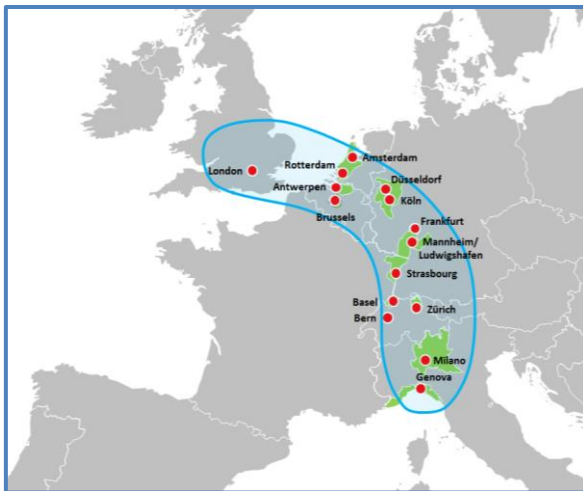 Amsterdam
Rotterdam
London
Antwerpen
Düsseldorf
Köln
Brussels
Frankfurt
Mannheim/
Ludwigshafen
Strasbourg
Basel
Zürich
Bern
Milano
Genova